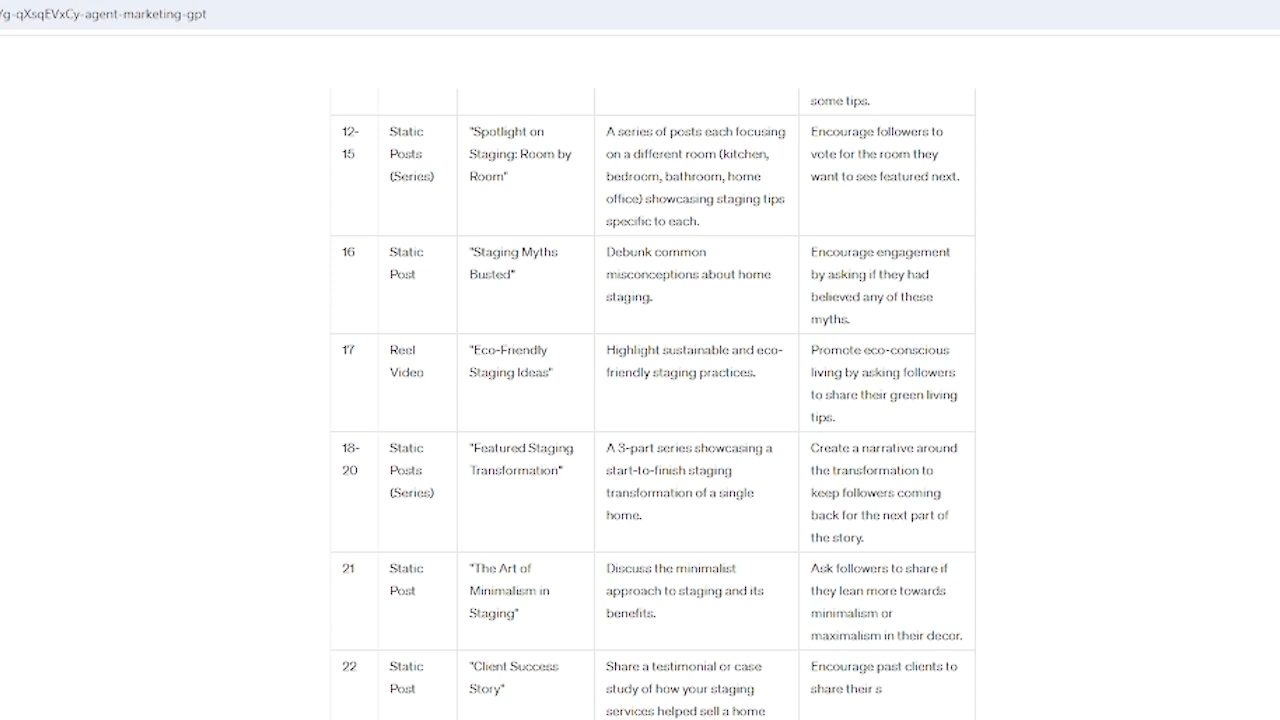 /g-qXsqEVxCy-agent-marketing-gpt
some tips.
12-
15
Static
Posts
(Series)
"Spotlight on
Staging: Room by
Room"
A series of posts each focusing
on a different room (kitchen,
bedroom, bathroom, home
office) showcasing staging tips
specific to each.
Encourage followers to
vote for the room they
want to see featured next.
16
Static
Post
"Staging Myths
Busted"
Debunk common
misconceptions about home
staging.
Encourage engagement
by asking if they had
believed any of these
myths.
17
Reel
Video
"Eco-Friendly
Staging Ideas"
Highlight sustainable and eco-
friendly staging practices.
Promote eco-conscious
living by asking followers
to share their green living
tips.
18-
20
Static
Posts
(Series)
"Featured Staging
Transformation"
A 3-part series showcasing a
start-to-finish staging
transformation of a single
home.
Create a narrative around
the transformation to
keep followers coming
back for the next part of
the story.
21
Static
Post
"The Art of
Minimalism in
Staging"
Discuss the minimalist
approach to staging and its
benefits.
Ask followers to share if
they lean more towards
minimalism or
maximalism in their decor.
22
Static
Post
"Client Success
Story"
Share a testimonial or case
study of how your staging
services helped sell a home
Encourage past clients to
share their s